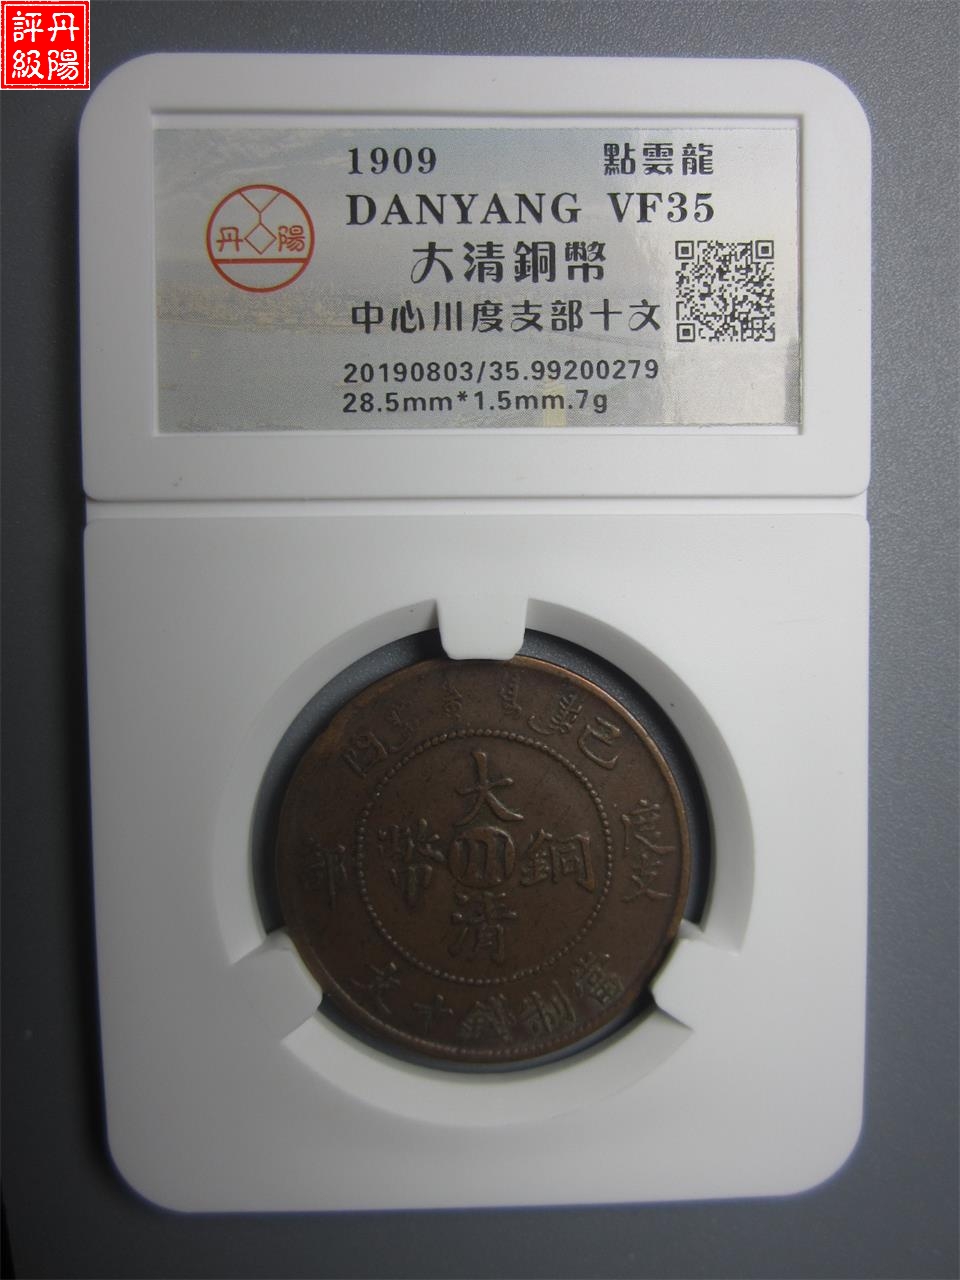 丹陽
評級
1909 點雲龍
DANYANG VF35
丹 陽
大清銅幣
中心川度支部十文
20190803/35.99200279
28.5mm*1.5mm.7g
己 酉
度支 部
大清銅幣
川
當制錢十文